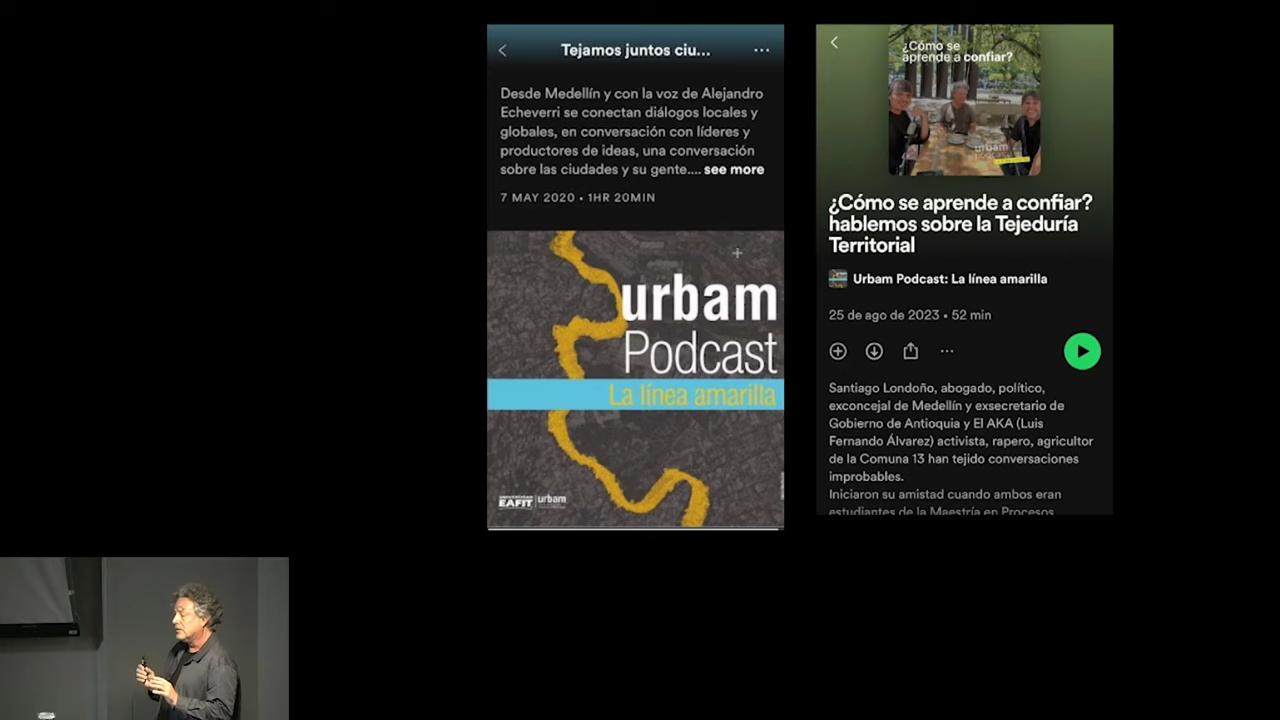 Tejamos juntos ciu...
Desde Medellín y con la voz de Alejandro
Echeverri se conectan diálogos locales y
globales, en conversación con líderes y
productores de ideas, una conversación
sobre las ciudades y su gente.... see more
7 MAY 2020 • 1HR 20MIN
urbam
Podcast
La línea amarilla
UNIVERSIDAD
EAFIT
urbam
¿Cómo se
aprende a confiar?
urbam
podcast
¿Cómo se aprende a confiar?
hablemos sobre la Tejeduría
Territorial
Urbam Podcast: La línea amarilla
25 de ago de 2023 • 52 min
Santiago Londoño, abogado, político,
exconcejal de Medellín y exsecretario de
Gobierno de Antioquia y El AKA (Luis
Fernando Álvarez) activista, rapero, agricultor
de la Comuna 13 han tejido conversaciones
improbables.
Iniciaron su amistad cuando ambos eran
estudiantes de la Maestría en Procesos